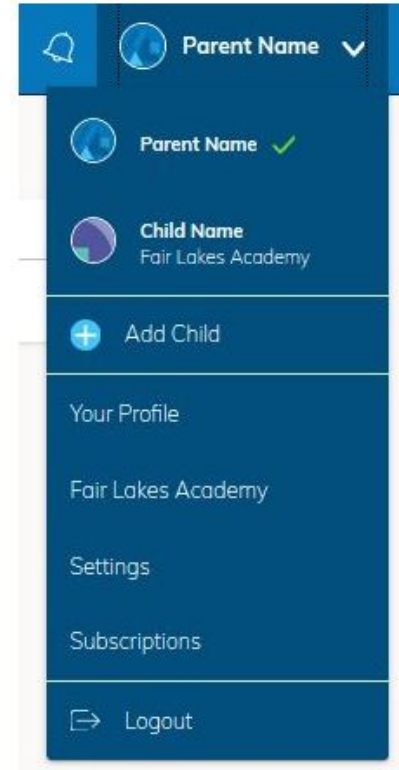 Parent Name
Parent Name
Child Name
Fair Lakes Academy
Add Child
Your Profile
Fair Lakes Academy
Settings
Subscriptions
Logout